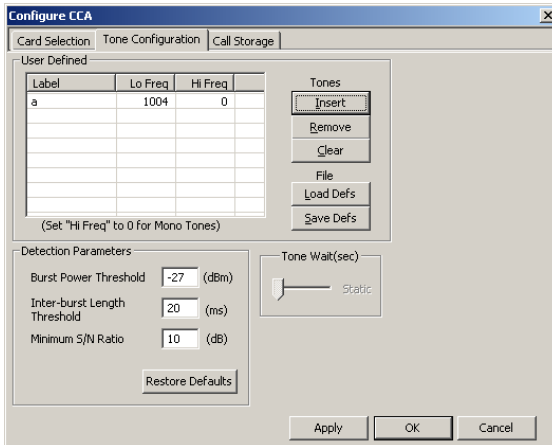 Configure CCA
Card Selection Tone Configuration Call Storage
User Defined
Label Lo Freq Hi Freq
a 1004 0
(Set "Hi Freq" to 0 for Mono Tones)
Tones
Insert
Remove
Clear
File
Load Defs
Save Defs
Detection Parameters
Burst Power Threshold -27 (dBm)
Inter-burst Length
Threshold 20 (ms)
Minimum S/N Ratio 10 (dB)
Restore Defaults
Tone Wait(sec)
Static
Apply OK Cancel